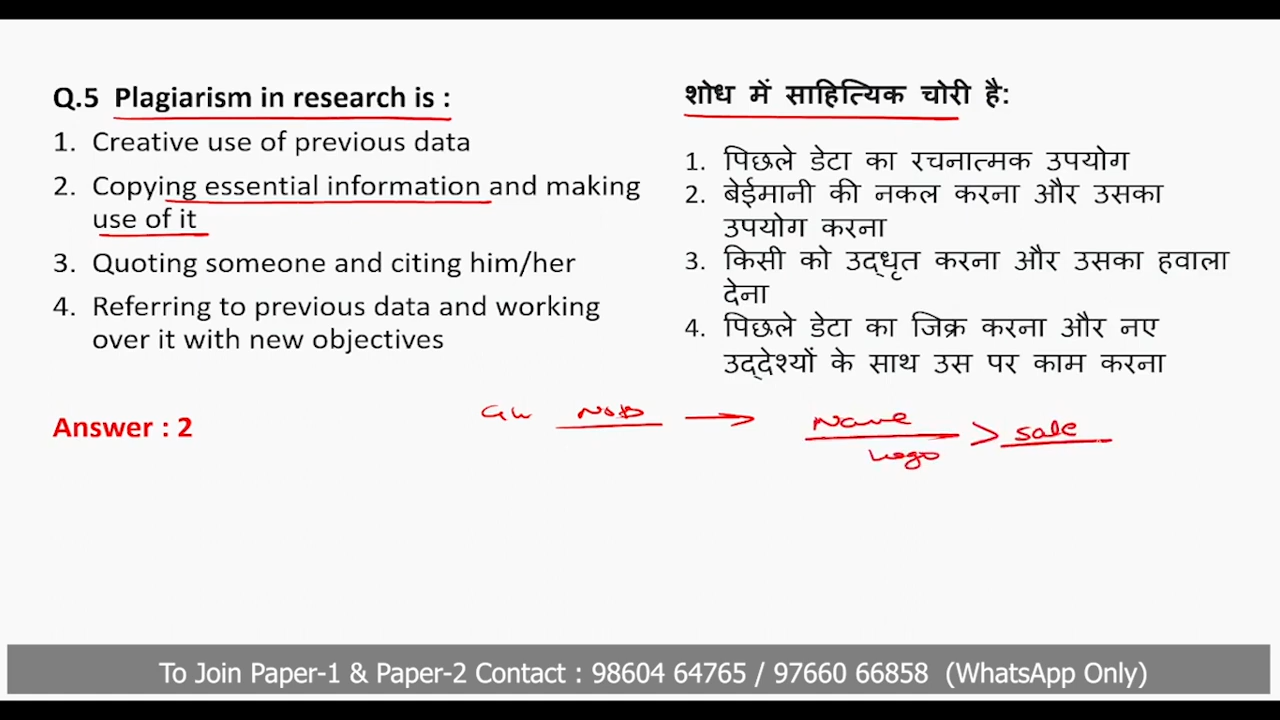 Q.5 Plagiarism in research is :
1. Creative use of previous data
2. Copying essential information and making
use of it
3. Quoting someone and citing him/her
4. Referring to previous data and working
over it with new objectives
Answer : 2
शोध में साहित्यिक चोरी है:
1. पिछले डेटा का रचनात्मक उपयोग
2. बेईमानी की नकल करना और उसका
उपयोग करना
3. किसी को उद्धृत करना और उसका हवाला
देना
4. पिछले डेटा का जिक्र करना और नए
उद्देश्यों के साथ उस पर काम करना
Name > Sale
Logo
To Join Paper-1 & Paper-2 Contact : 98604 64765 / 97660 66858 (WhatsApp Only)